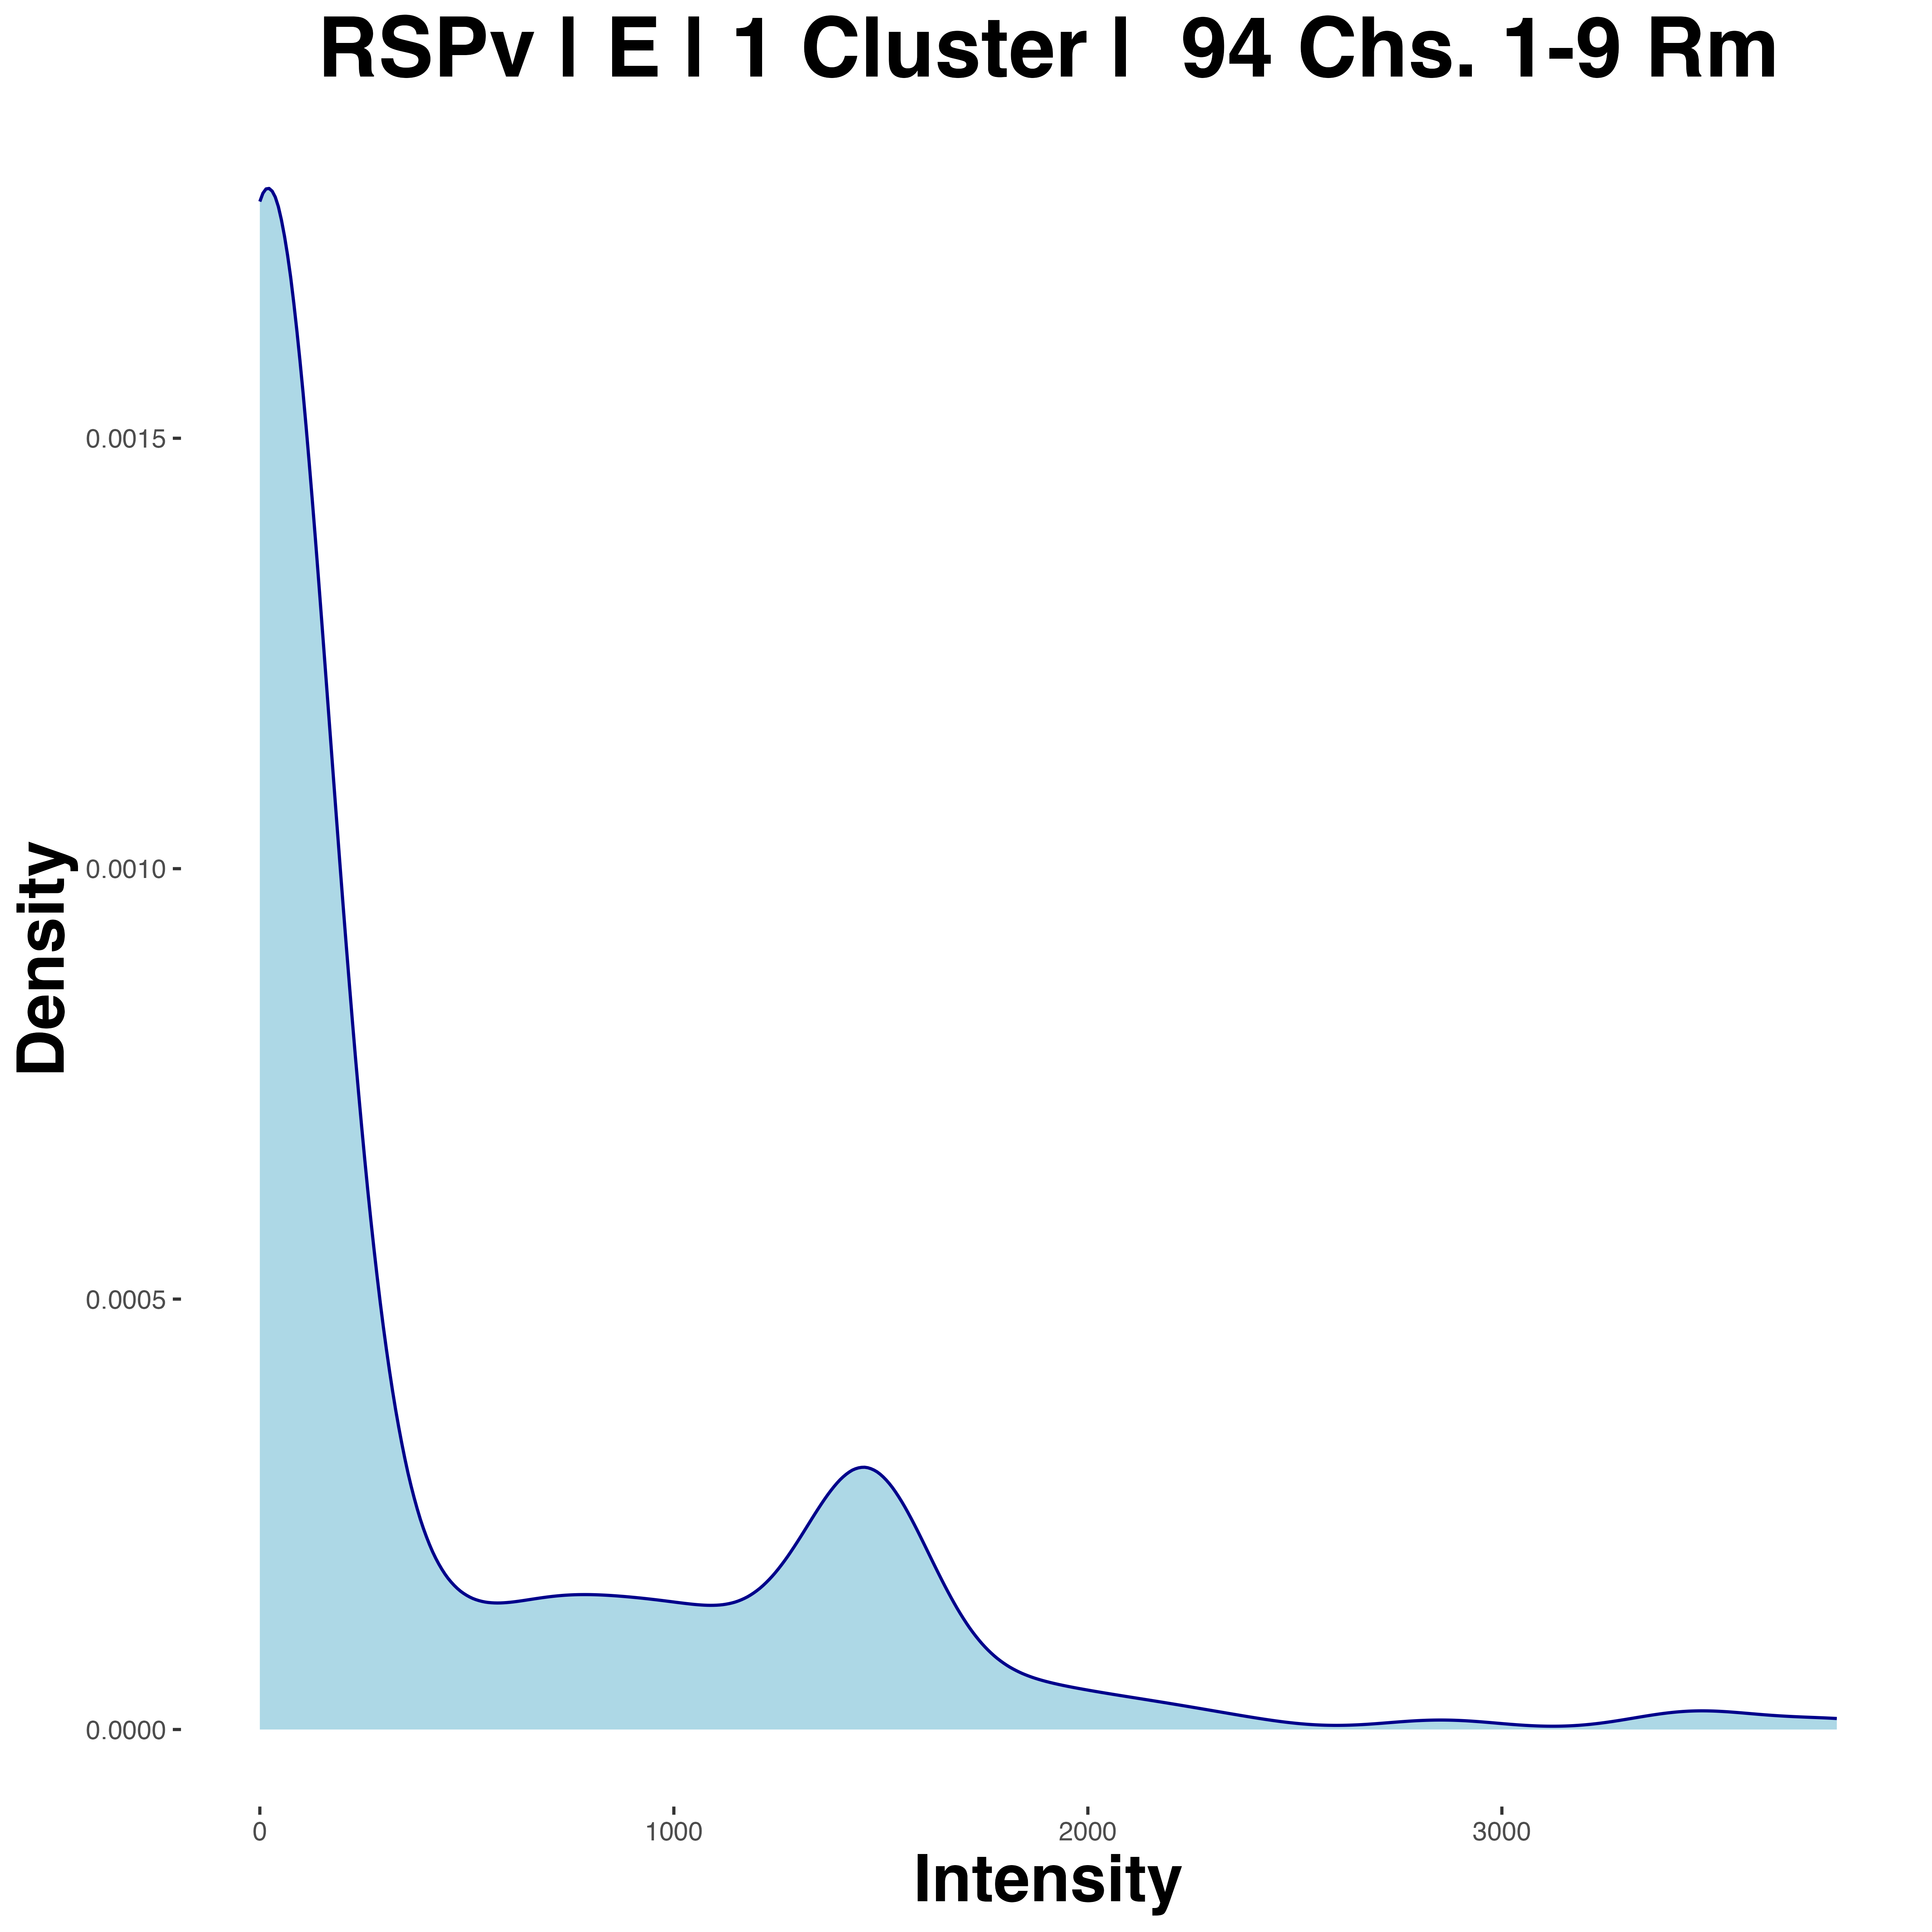 RSPv | E | 1 Cluster |  94 Chs. 1-9 Rm
Density
0.0015
0.0010
0.0005
0.0000
0 1000 2000 3000
Intensity